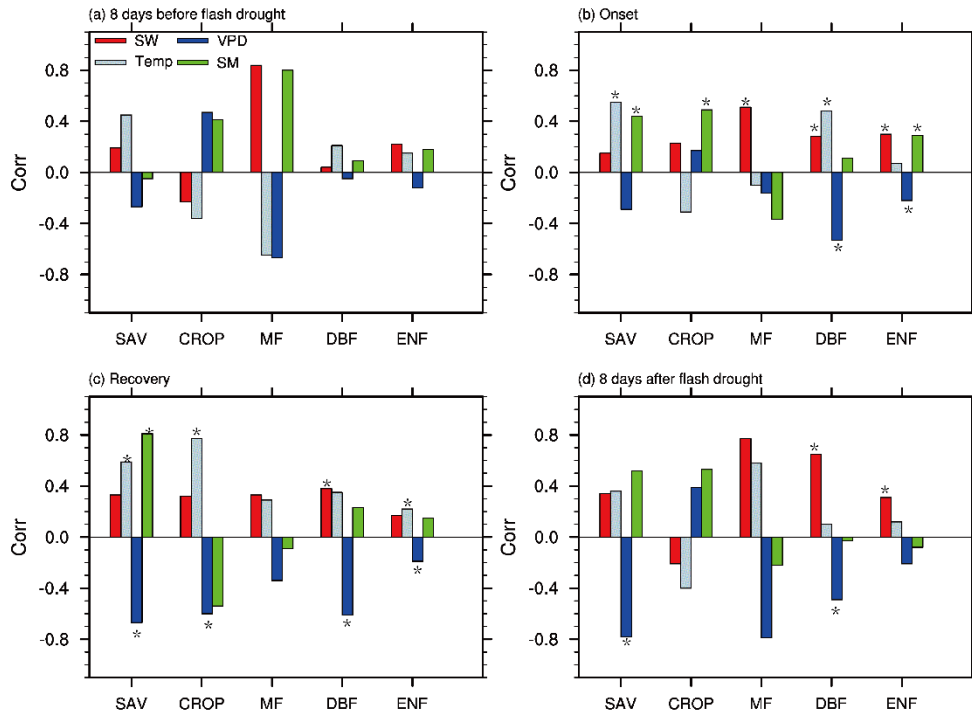 (a) 8 days before flash drought
SW VPD
Temp SM
0.8
0.4
0.0
-0.4
-0.8
Corr
SAV CROP MF DBF ENF
(b) Onset
* * * * * * * * * * *
0.8
0.4
0.0
-0.4
-0.8
Corr
SAV CROP MF DBF ENF
(c) Recovery
* * * * * * * * *
0.8
0.4
0.0
-0.4
-0.8
Corr
SAV CROP MF DBF ENF
(d) 8 days after flash drought
* * * *
0.8
0.4
0.0
-0.4
-0.8
Corr
SAV CROP MF DBF ENF